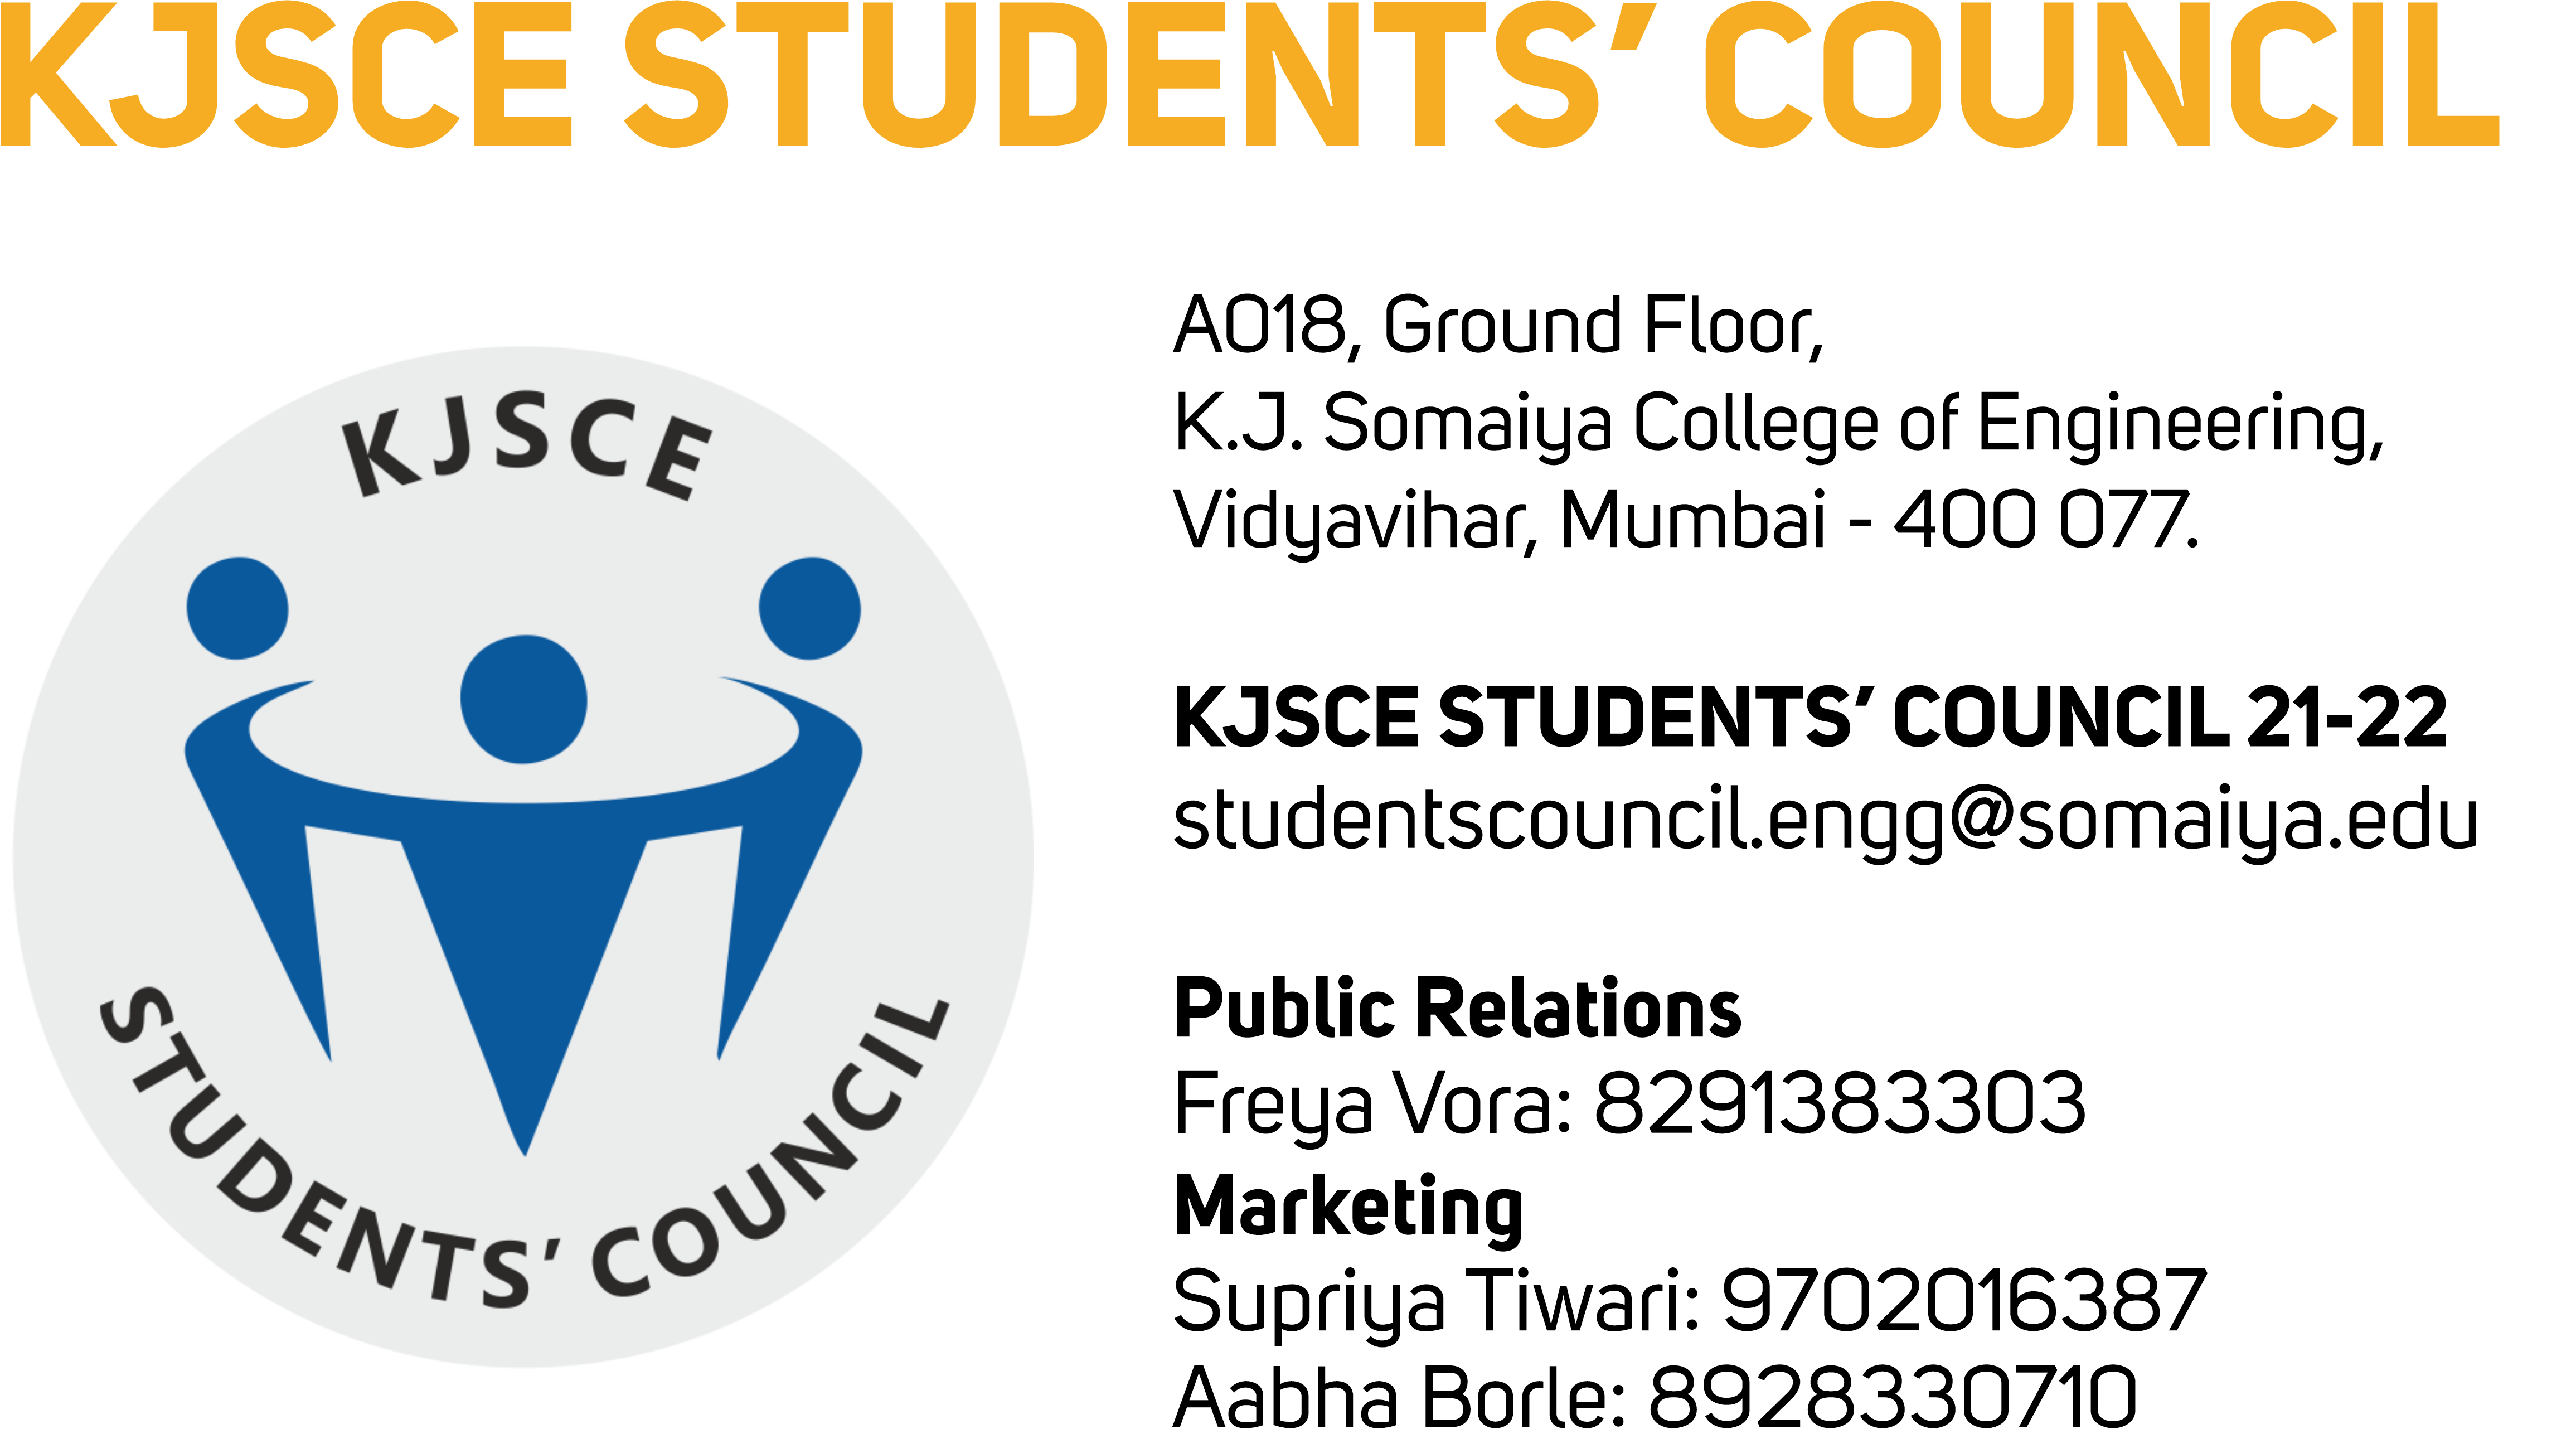 KJSCE STUDENTS’ COUNCIL
KJSCE
STUDENTS’ COUNCIL
A018, Ground Floor,
K.J. Somaiya College of Engineering,
Vidyavihar, Mumbai - 400 077.
KJSCE STUDENTS’ COUNCIL 21-22
studentscouncil.engg@somaiya.edu
Public Relations
Freya Vora: 8291383303
Marketing
Supriya Tiwari: 9702016387
Aabha Borle: 8928330710